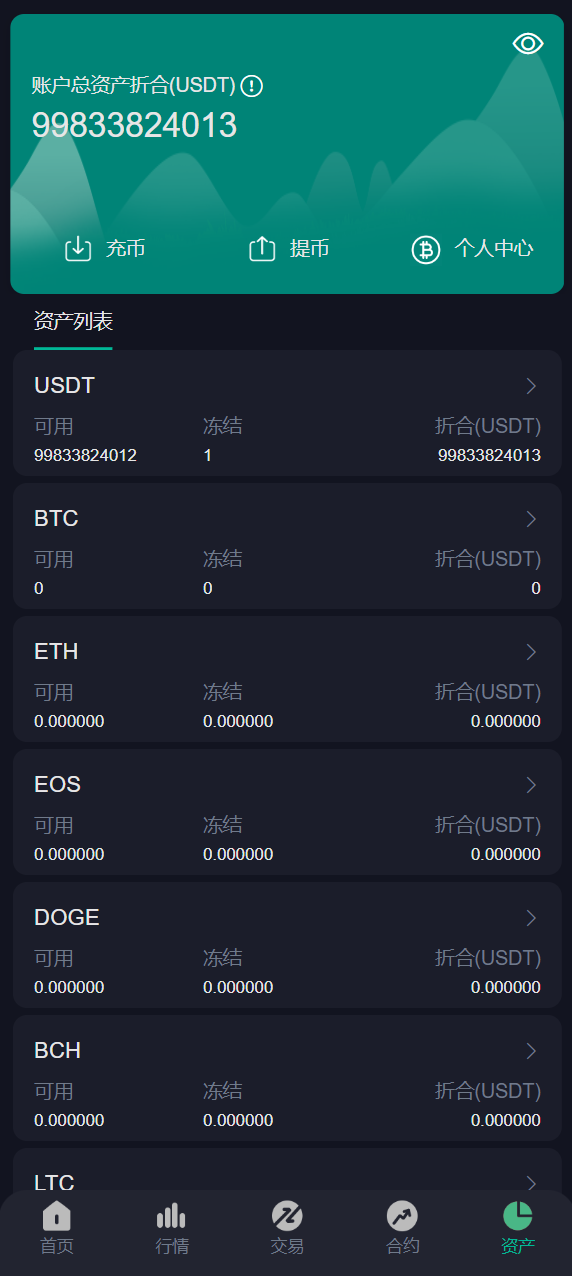 账户总资产折合(USDT)
99833824013
充币 提币 个人中心
资产列表
USDT
可用 冻结 折合(USDT)
99833824012 1 99833824013
BTC
可用 冻结 折合(USDT)
0 0 0
ETH
可用 冻结 折合(USDT)
0.000000 0.000000 0.000000
EOS
可用 冻结 折合(USDT)
0.000000 0.000000 0.000000
DOGE
可用 冻结 折合(USDT)
0.000000 0.000000 0.000000
BCH
可用 冻结 折合(USDT)
0.000000 0.000000 0.000000
LTC
首页 行情 交易 合约 资产